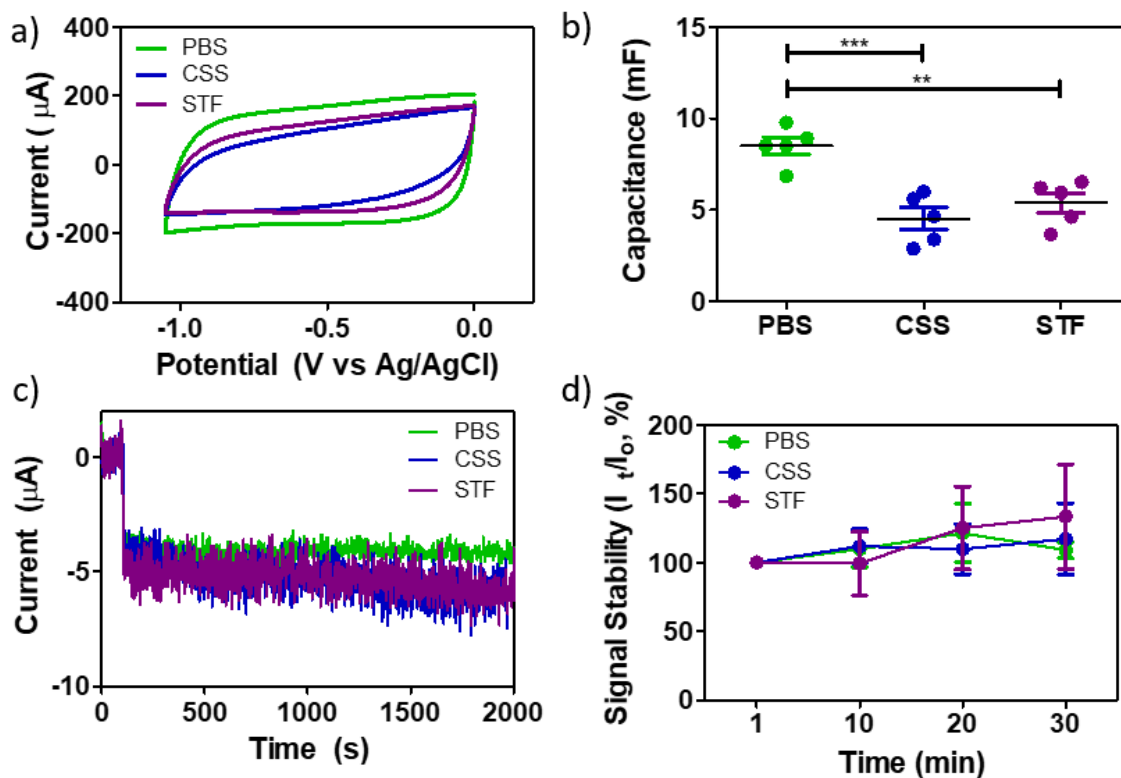 a)
400
200
0
-200
-400
Current ( μA)
PBS
CSS
STF
-1.0
-0.5
0.0
Potential (V vs Ag/AgCl)
b)
15
10
5
0
Capacitance (mF)
***
**
PBS
CSS
STF
c)
0
-5
-10
Current (μA)
PBS
CSS
STF
0
500
1000
1500
2000
Time (s)
d)
200
150
100
50
0
Signal Stability (I t/Io, %)
PBS
CSS
STF
1
10
20
30
Time (min)